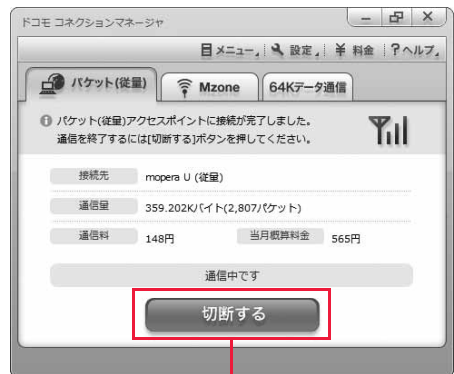 ドコモ コネクションマネージャ
メニュー 設定 ¥ 料金 ?ヘルプ
パケット(従量) Mzone 64Kデータ通信
パケット(従量)アクセスポイントに接続が完了しました。
通信を終了するには[切断する]ボタンを押してください。
接続先 mopera U (従量)
通信量 359.202Kバイト(2,807パケット)
通信料 148円 当月概算料金 565円
通信中です
切断する